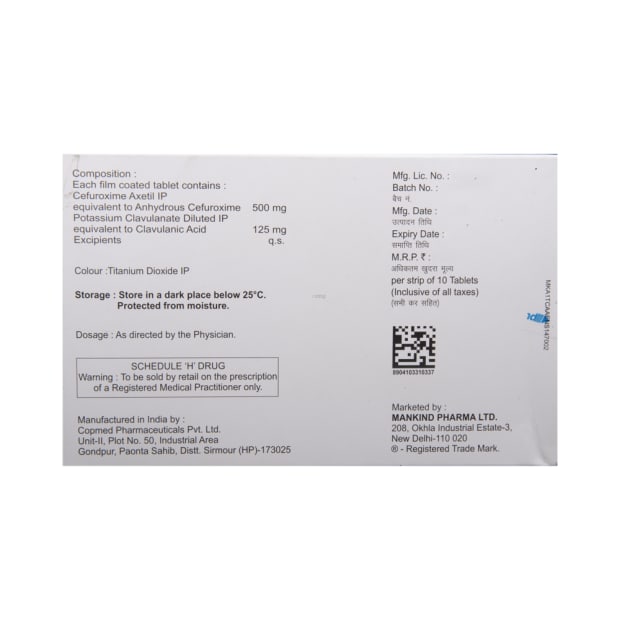 Composition :
Each film coated tablet contains :
Cefuroxime Axetil IP
equivalent to Anhydrous Cefuroxime 500 mg
Potassium Clavulanate Diluted IP
equivalent to Clavulanic Acid 125 mg
Excipients q.s.
Colour :Titanium Dioxide IP
Storage : Store in a dark place below 25°C.
Protected from moisture.
Dosage : As directed by the Physician.
SCHEDULE 'H' DRUG
Warning : To be sold by retail on the prescription
of a Registered Medical Practitioner only.
Manufactured in India by :
Copmed Pharmaceuticals Pvt. Ltd.
Unit-II, Plot No. 50, Industrial Area
Gondpur, Paonta Sahib, Distt. Sirmour (HP)-173025
Mfg. Lic. No. :
Batch No. :
बैच नं.
Mfg. Date :
उत्पादन तिथि
Expiry Date :
समाप्ति तिथि
M.R.P. ₹ :
अधिकतम खुदरा मूल्य
per strip of 10 Tablets
(Inclusive of all taxes)
(सभी कर सहित)
8904103310337
Marketed by :
MANKIND PHARMA LTD.
208, Okhla Industrial Estate-3,
New Delhi-110 020
® - Registered Trade Mark.